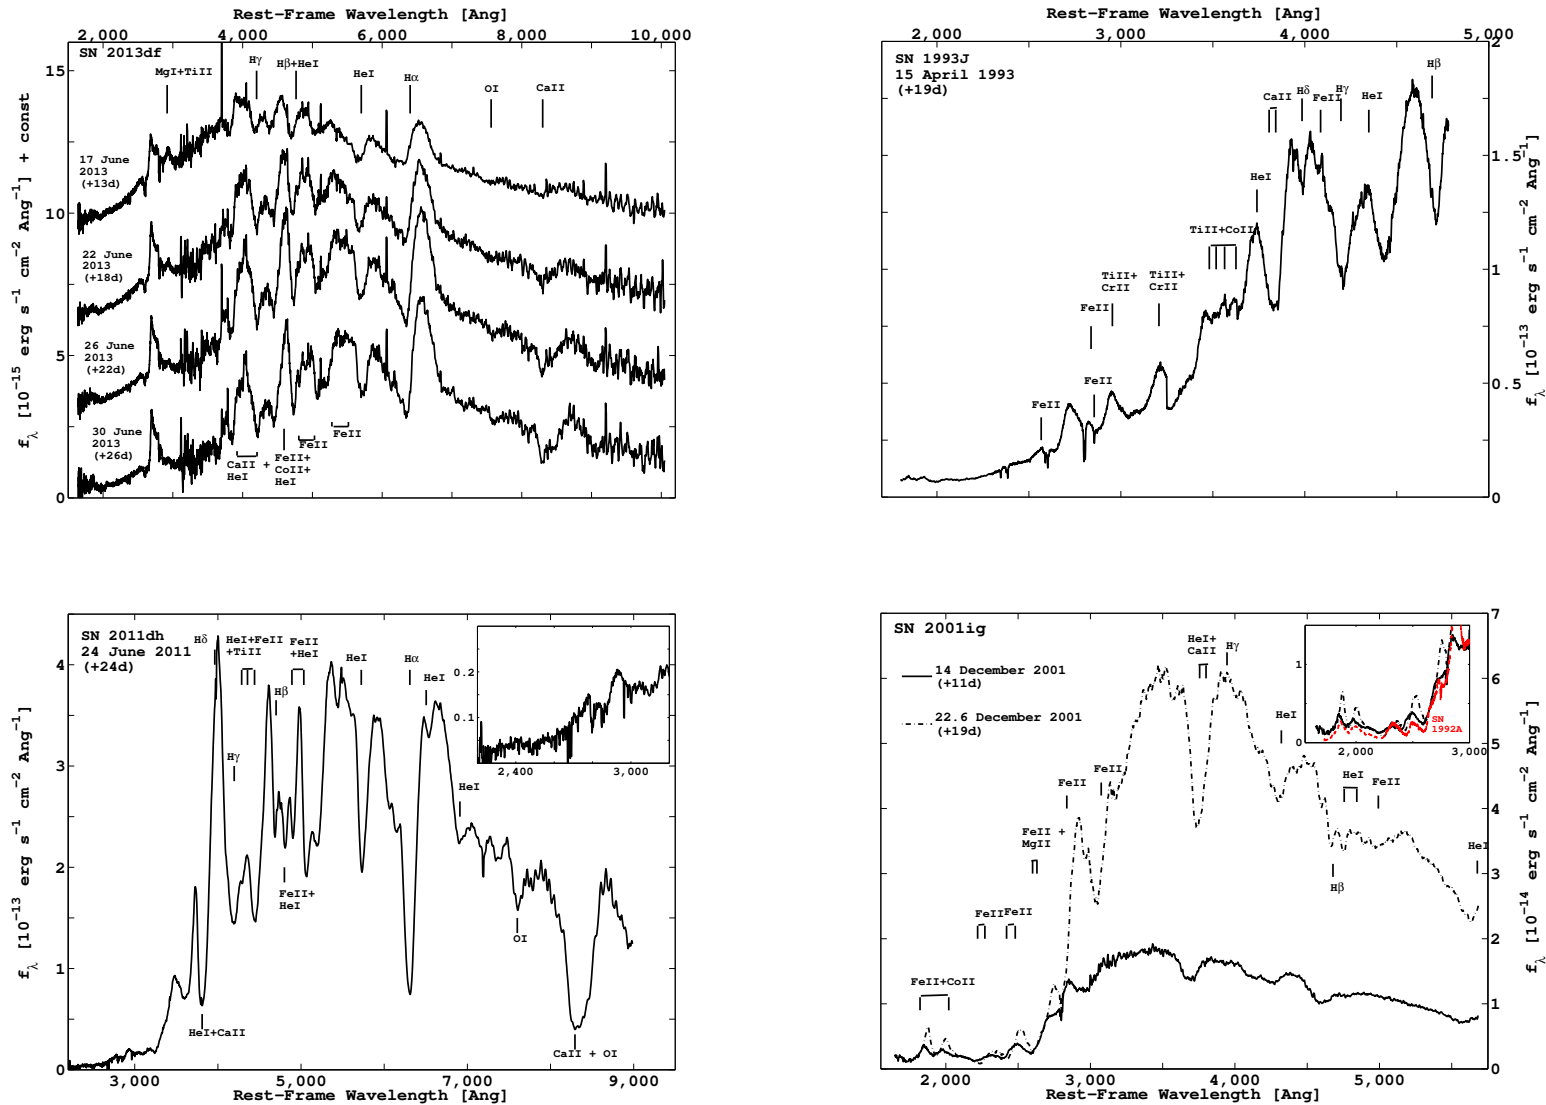 Rest-Frame Wavelength [Ang]
2,000 4,000 6,000 8,000 10,000
SN 2013df
MgI+TiII
Hγ
Hβ+HeI
HeI
Hα
OI
CaII
15
10
5
0
f_λ [10^−15 erg s^−1 cm^−2 Ang^−1] + const
17 June
2013
(+13d)
22 June
2013
(+18d)
26 June
2013
(+22d)
30 June
2013
(+26d)
CaII +
HeI
FeII+
CoII+
HeI
FeII
FeII
Rest-Frame Wavelength [Ang]
2,000 3,000 4,000 5,000
SN 1993J
15 April 1993
(+19d)
FeII
FeII
FeII
TiII+
CrII
TiII+
CrII
TiII+CoII
HeI
CaII
Hδ
FeII
Hγ
HeI
Hβ
2
1.5
1
0.5
0
f_λ [10^−13 erg s^−1 cm^−2 Ang^−1]
SN 2011dh
24 June 2011
(+24d)
Hδ
HeI+FeII
+TiII
FeII
+HeI
HeI
Hα
HeI
Hβ
Hγ
HeI
FeII+
HeI
OI
HeI+CaII
CaII + OI
0.2
0.1
2,400 3,000
4
3
2
1
0
f_λ [10^−13 erg s^−1 cm^−2 Ang^−1]
3,000 5,000 7,000 9,000
Rest-Frame Wavelength [Ang]
SN 2001ig
14 December 2001
(+11d)
22.6 December 2001
(+19d)
HeI+
CaII
Hγ
HeI
FeII
FeII
HeI
FeII
FeII +
MgII
HeI
Hβ
FeII
FeII
FeII+CoII
1
0
SN
1992A
2,000 3,000
7
6
5
4
3
2
1
0
f_λ [10^−14 erg s^−1 cm^−2 Ang^−1]
2,000 3,000 4,000 5,000
Rest-Frame Wavelength [Ang]